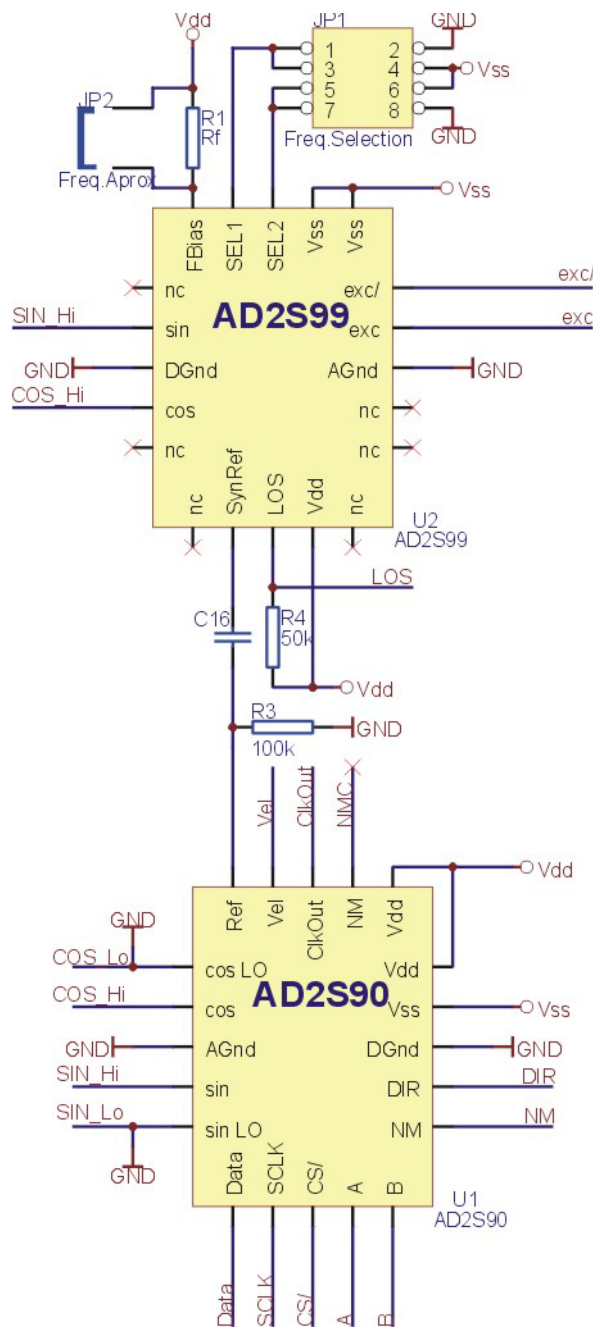 Vdd
JP1
GND
1 2
3 4
Vss
5 6
7 8
GND
Freq.Selection
JP2
R1
Rf
Freq.Aprox
Vss
FBias
SEL1
SEL2
Vss
Vss
nc
exc/
exc/
AD2S99
SIN_Hi
sin
exc
exc
GND
DGnd
AGnd
GND
COS_Hi
cos
nc
nc
nc
nc
SynRef
LOS
Vdd
nc
U2
AD2S99
LOS
C16
R4
50k
Vdd
R3
100k
GND
Vel
ClkOut
NMC
Vdd
Ref
Vel
ClkOut
NM
Vdd
GND
COS_Lo
cos LO
Vdd
AD2S90
COS_Hi
cos
Vss
Vss
GND
AGnd
DGnd
GND
SIN_Hi
sin
DIR
DIR
SIN_Lo
sin LO
NM
NM
GND
Data
SCLK
CS/
A
B
U1
AD2S90
Data
SCLK
CS/
A
B